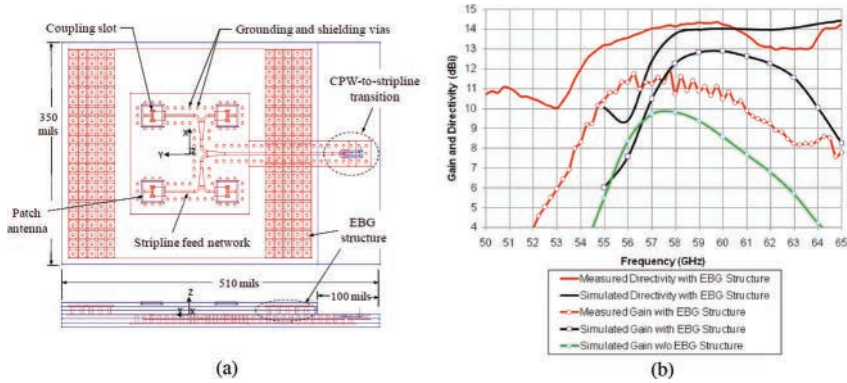 Coupling slot
Grounding and shielding vias
CPW-to-stripline
transition
350
mils
X
Y
Z
Patch
antenna
Stripline feed network
EBG
structure
510 mils
100 mils
Z
Y
X
(a)
Gain and Directivity (dBi)
15
14
13
12
11
10
9
8
7
6
5
4
50 51 52 53 54 55 56 57 58 59 60 61 62 63 64 65
Frequency (GHz)
Measured Directivity with EBG Structure
Simulated Directivity with EBG Structure
Measured Gain with EBG Structure
Simulated Gain with EBG Structure
Simulated Gain w/o EBG Structure
(b)